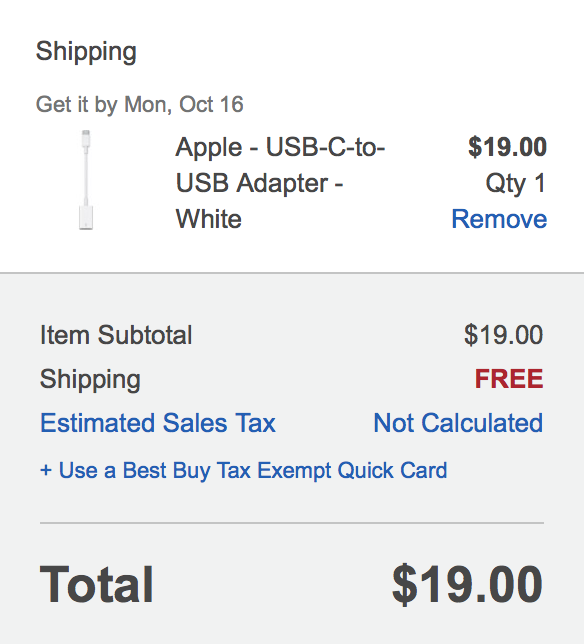 Shipping
Get it by Mon, Oct 16
Apple - USB-C-to- $19.00
USB Adapter - Qty 1
White Remove
Item Subtotal $19.00
Shipping FREE
Estimated Sales Tax Not Calculated
+ Use a Best Buy Tax Exempt Quick Card
Total $19.00